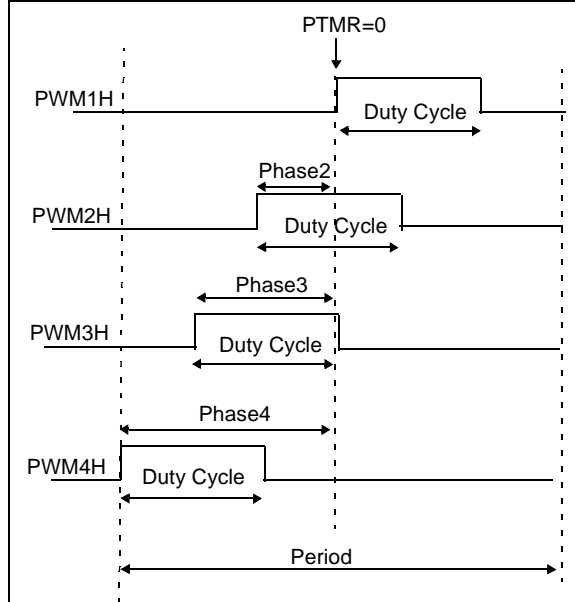 PTMR=0
PWM1H
Duty Cycle
Phase2
PWM2H
Duty Cycle
Phase3
PWM3H
Duty Cycle
Phase4
PWM4H
Duty Cycle
Period